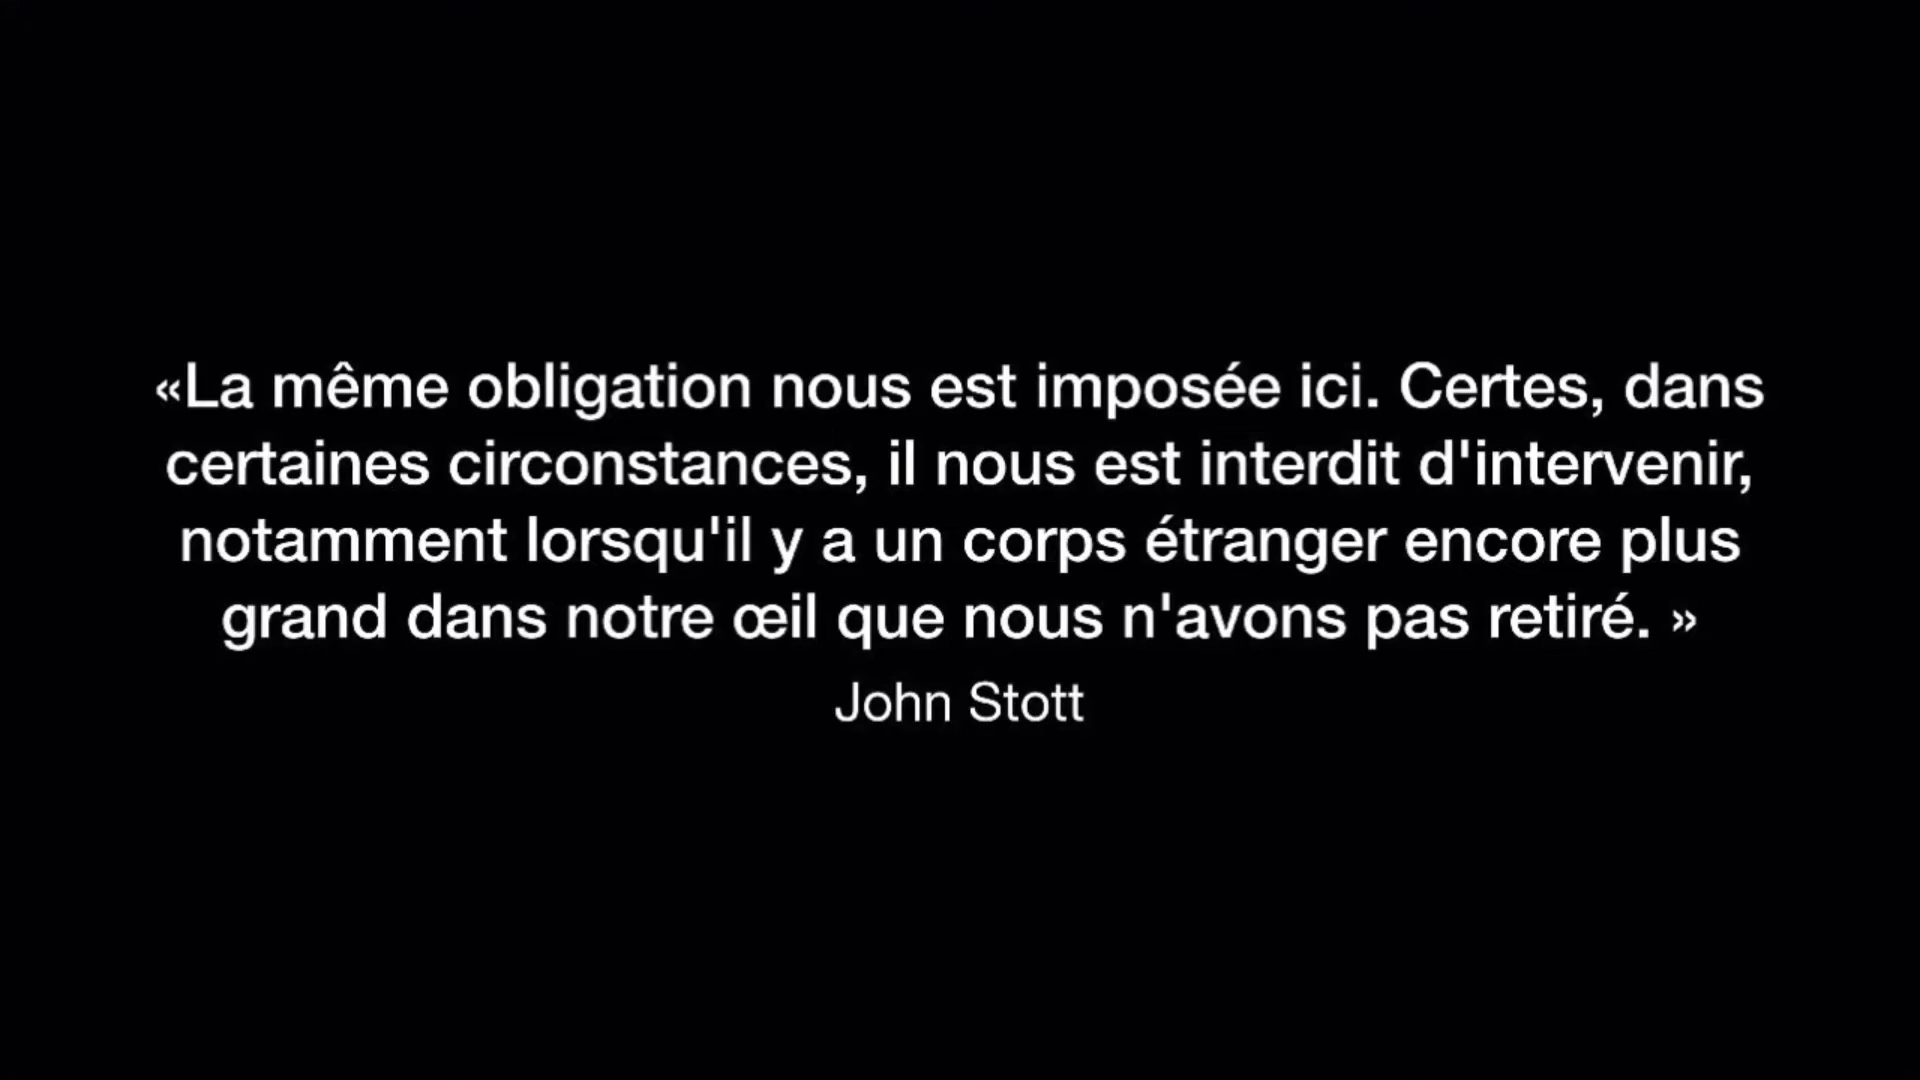 «La même obligation nous est imposée ici. Certes, dans
certaines circonstances, il nous est interdit d'intervenir,
notamment lorsqu'il y a un corps étranger encore plus
grand dans notre œil que nous n'avons pas retiré. »
John Stott